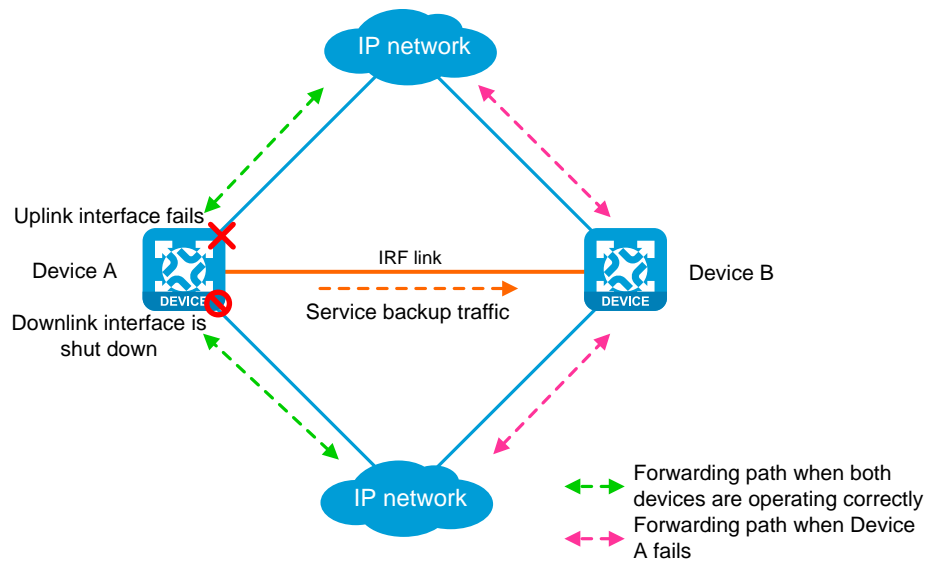 IP network
Uplink interface fails
Device A
DEVICE
IRF link
DEVICE
Device B
Service backup traffic
Downlink interface is
shut down
IP network
Forwarding path when both
devices are operating correctly
Forwarding path when Device
A fails